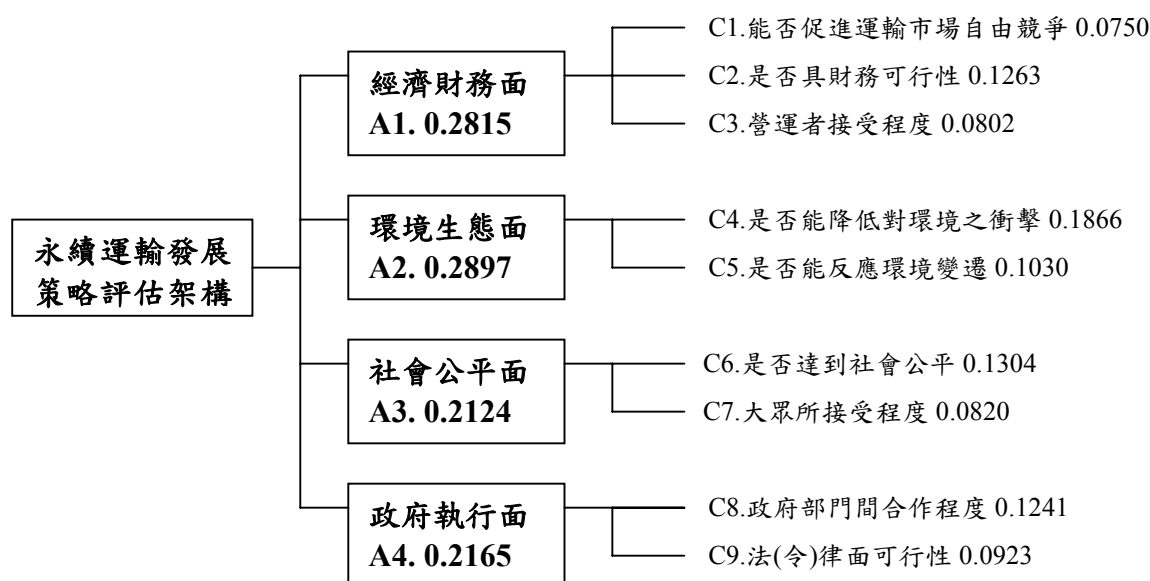 永續運輸發展
策略評估架構
經濟財務面
A1. 0.2815
C1.能否促進運輸市場自由競爭 0.0750
C2.是否具財務可行性 0.1263
C3.營運者接受程度 0.0802
環境生態面
A2. 0.2897
C4.是否能降低對環境之衝擊 0.1866
C5.是否能反應環境變遷 0.1030
社會公平面
A3. 0.2124
C6.是否達到社會公平 0.1304
C7.大眾所接受程度 0.0820
政府執行面
A4. 0.2165
C8.政府部門間合作程度 0.1241
C9.法(令)律面可行性 0.0923